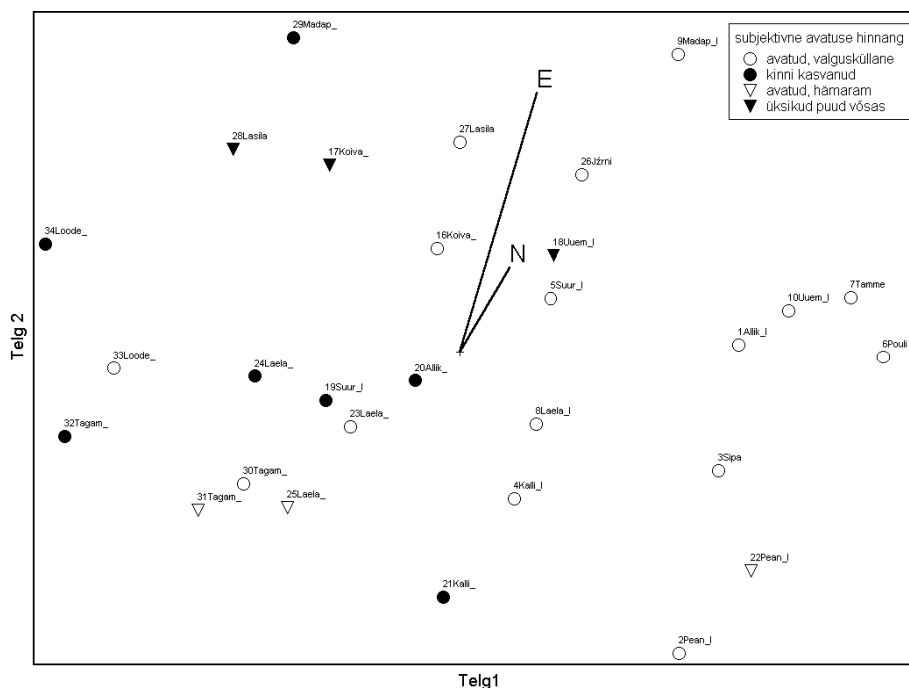 29Madap_
9Madap_l
subjektivne avatuse hinnang
avatud, valgusküllane
kinni kasvanud
avatud, hämaram
üksikud puud võsas
E
28Lasila
17Koiva_
27Lasila
26Jźrni
34Loode_
16Koiva_
18Uuem_l
N
5Suur_l
7Tamme
10Uuem_l
1Allik_l
6Pouli
Telg 2
33Loode_
24Laela_
20Allik_
19Suur_l
23Laela_
8Laela_l
32Tagam_
3Sipa
30Tagam_
31Tagam_
25Laela_
4Kalli_l
22Pean_l
21Kalli_
2Pean_l
Telg1